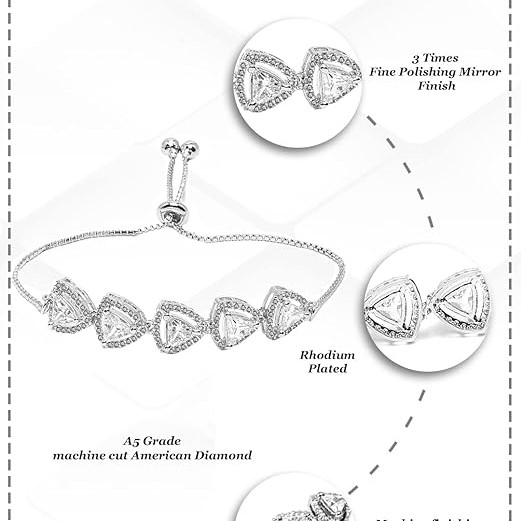 3 Times
Fine Polishing Mirror
Finish
Rhodium
Plated
A5 Grade
machine cut American Diamond